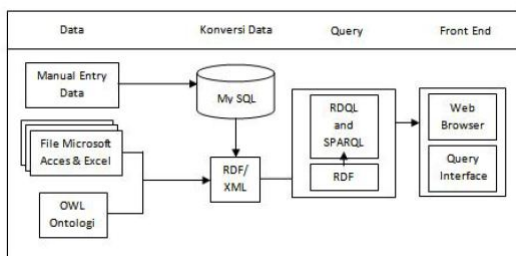 Data
Konversi Data
Query
Front End
Manual Entry
Data
File Microsoft
Acces & Excel
OWL
Ontologi
My SQL
RDF/
XML
RDQL
and
SPARQL
RDF
Web
Browser
Query
Interface